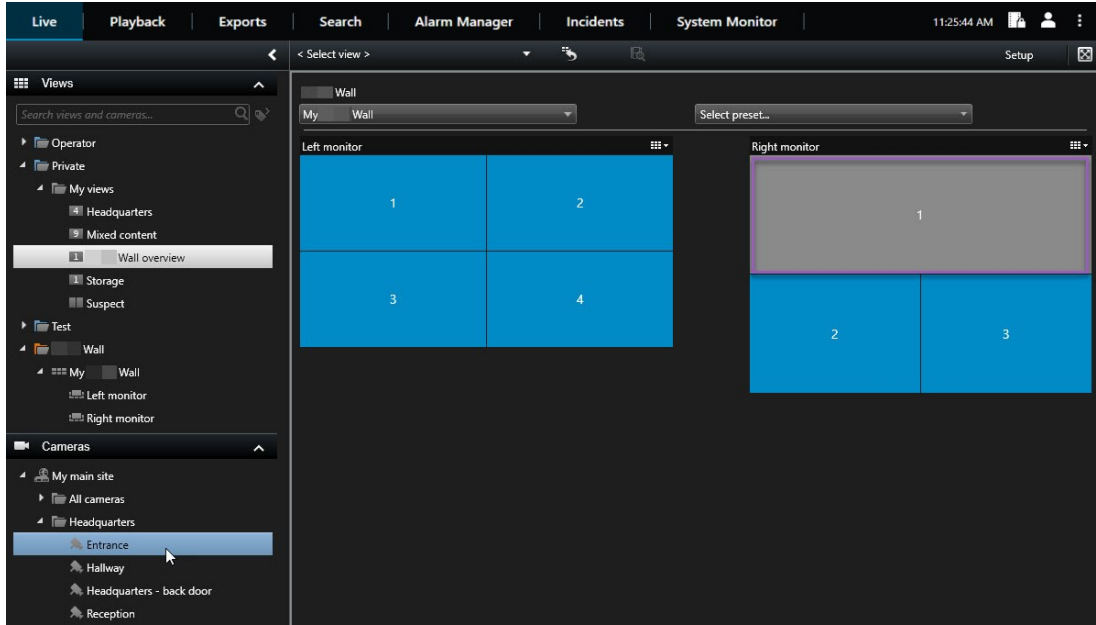 Live Playback Exports Search Alarm Manager Incidents System Monitor 11:25:44 AM
< Select view > Setup
Views
Search views and cameras...
Operator
Private
My views
4 Headquarters
9 Mixed content
1 Wall overview
1 Storage
Suspect
Test
Wall
My Wall
Left monitor
Right monitor
Cameras
My main site
All cameras
Headquarters
Entrance
Hallway
Headquarters - back door
Reception
Wall
My Wall Select preset...
Left monitor Right monitor
1 2
3 4
1
2 3